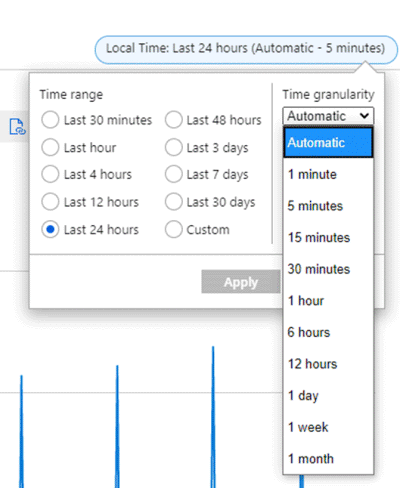 Local Time: Last 24 hours (Automatic - 5 minutes)
Time range
Last 30 minutes
Last 48 hours
Last hour
Last 3 days
Last 4 hours
Last 7 days
Last 12 hours
Last 30 days
Last 24 hours
Custom
Apply
Time granularity
Automatic
Automatic
1 minute
5 minutes
15 minutes
30 minutes
1 hour
6 hours
12 hours
1 day
1 week
1 month